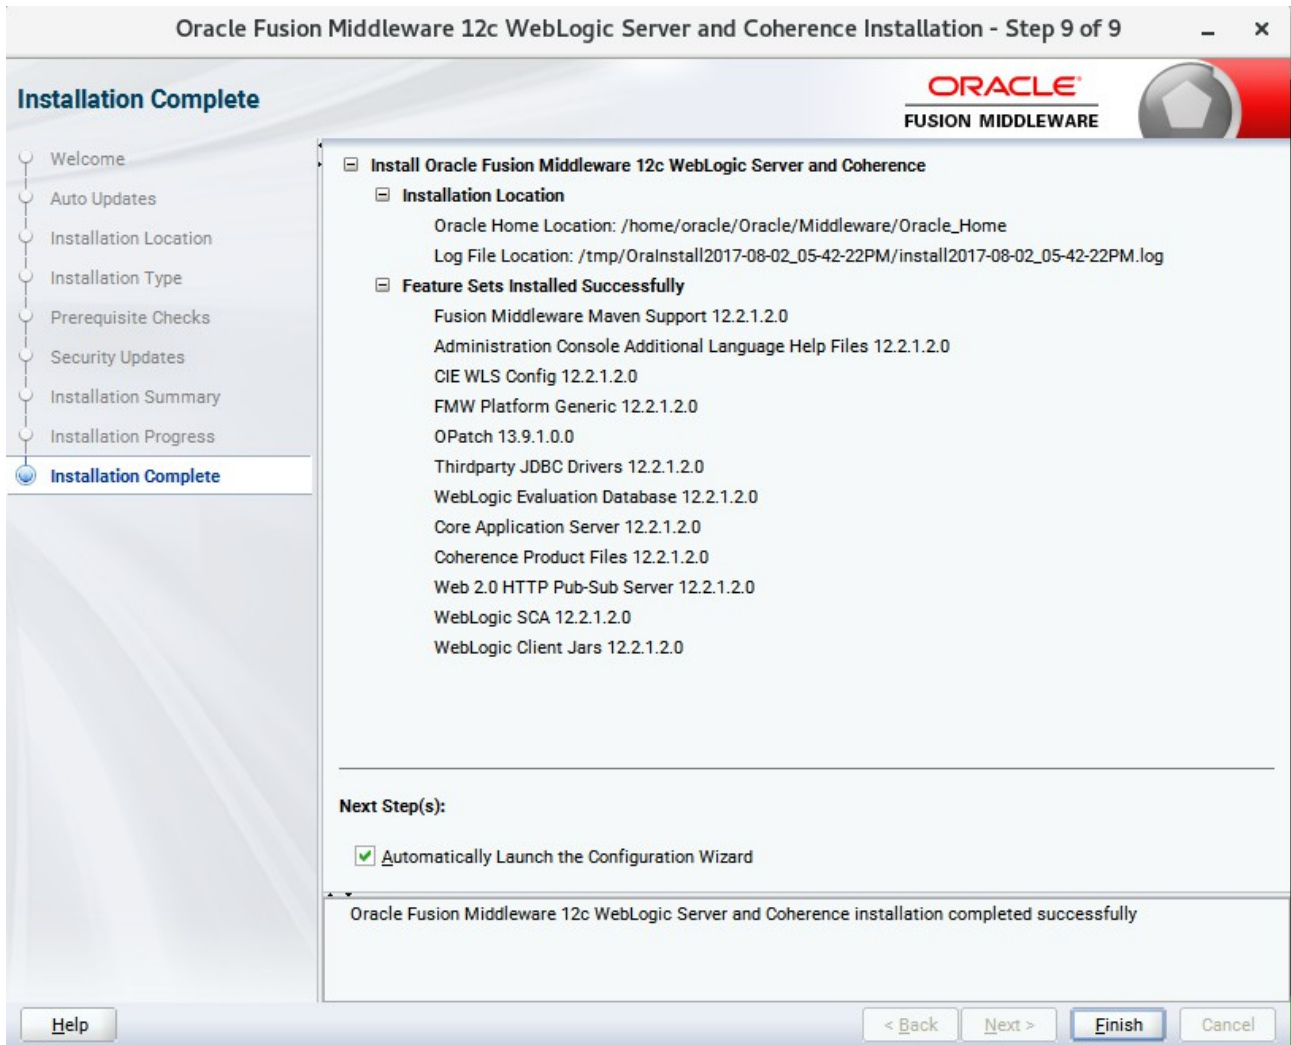 Oracle Fusion Middleware 12c WebLogic Server and Coherence Installation - Step 9 of 9
Installation Complete
ORACLE
FUSION MIDDLEWARE
Welcome
Auto Updates
Installation Location
Installation Type
Prerequisite Checks
Security Updates
Installation Summary
Installation Progress
Installation Complete
Install Oracle Fusion Middleware 12c WebLogic Server and Coherence
Installation Location
Oracle Home Location: /home/oracle/Oracle/Middleware/Oracle_Home
Log File Location: /tmp/OraInstall2017-08-02_05-42-22PM/install2017-08-02_05-42-22PM.log
Feature Sets Installed Successfully
Fusion Middleware Maven Support 12.2.1.2.0
Administration Console Additional Language Help Files 12.2.1.2.0
CIE WLS Config 12.2.1.2.0
FMW Platform Generic 12.2.1.2.0
OPatch 13.9.1.0.0
Thirdparty JDBC Drivers 12.2.1.2.0
WebLogic Evaluation Database 12.2.1.2.0
Core Application Server 12.2.1.2.0
Coherence Product Files 12.2.1.2.0
Web 2.0 HTTP Pub-Sub Server 12.2.1.2.0
WebLogic SCA 12.2.1.2.0
WebLogic Client Jars 12.2.1.2.0
Next Step(s):
Automatically Launch the Configuration Wizard
Oracle Fusion Middleware 12c WebLogic Server and Coherence installation completed successfully
Help
< Back
Next >
Finish
Cancel